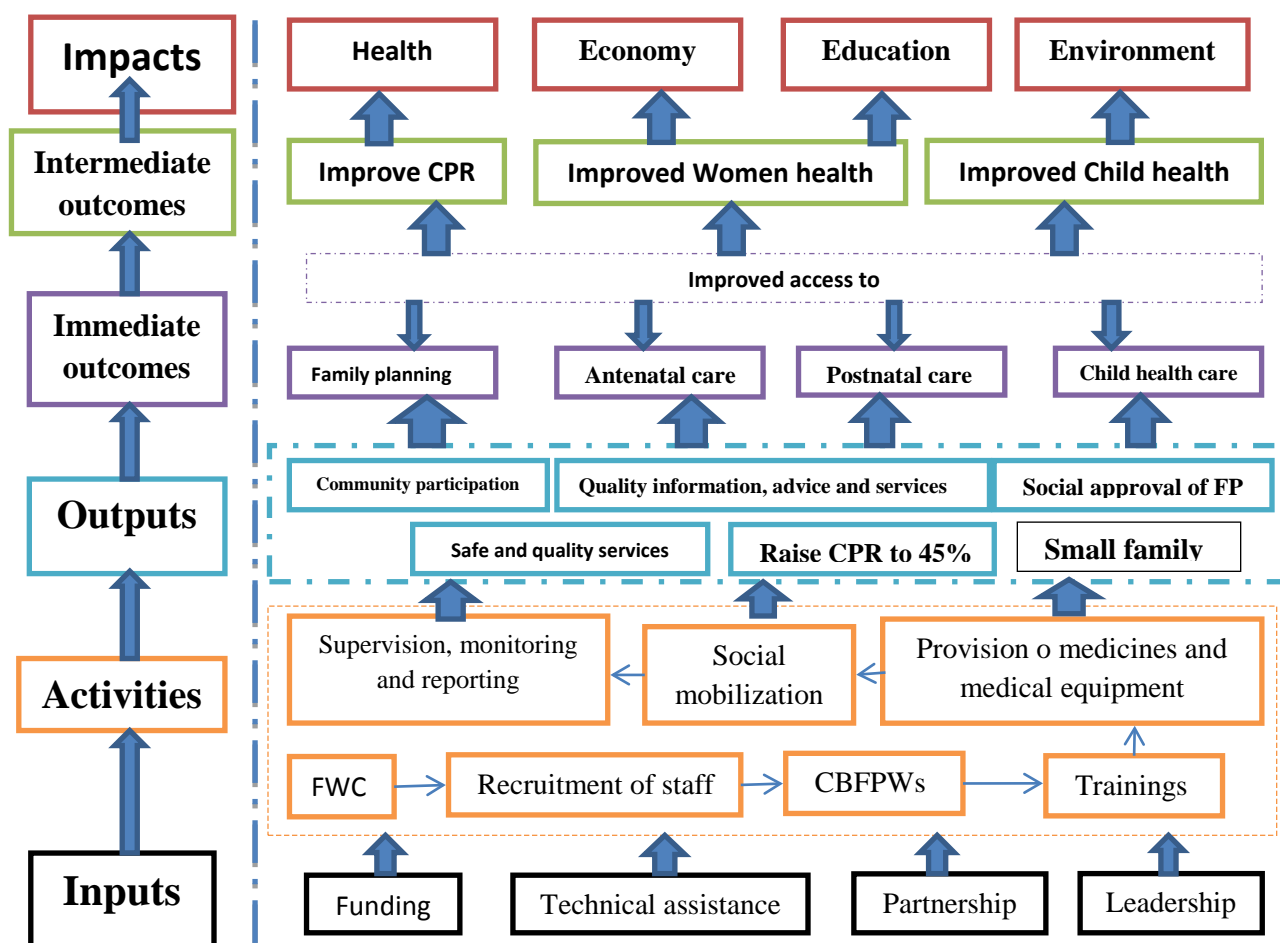 Impacts
Health
Economy
Education
Environment
Intermediate
outcomes
Improve CPR
Improved Women health
Improved Child health
Improved access to
Immediate
outcomes
Family planning
Antenatal care
Postnatal care
Child health care
Outputs
Community participation
Quality information, advice and services
Social approval of FP
Safe and quality services
Raise CPR to 45%
Small family
Activities
Supervision, monitoring
and reporting
Social
mobilization
Provision o medicines and
medical equipment
FWC
Recruitment of staff
CBFPWs
Trainings
Inputs
Funding
Technical assistance
Partnership
Leadership